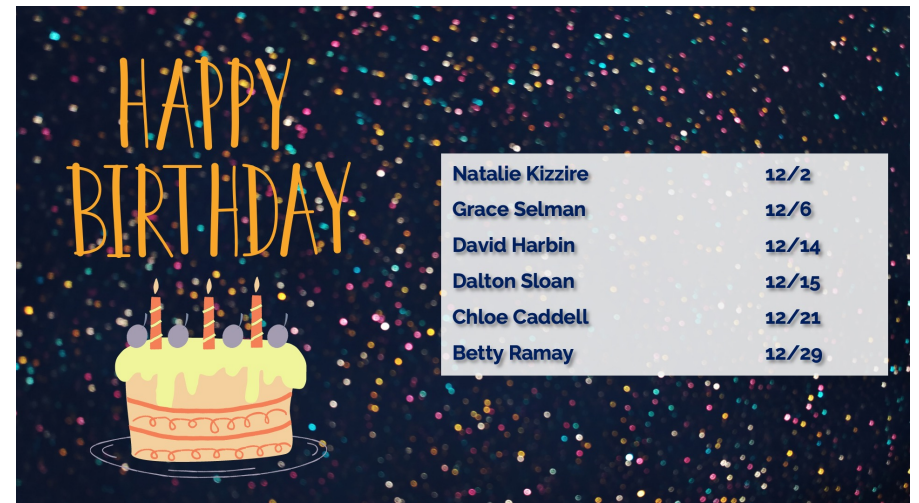 HAPPY
BIRTHDAY
Natalie Kizzire 12/2
Grace Selman 12/6
David Harbin 12/14
Dalton Sloan 12/15
Chloe Caddell 12/21
Betty Ramay 12/29